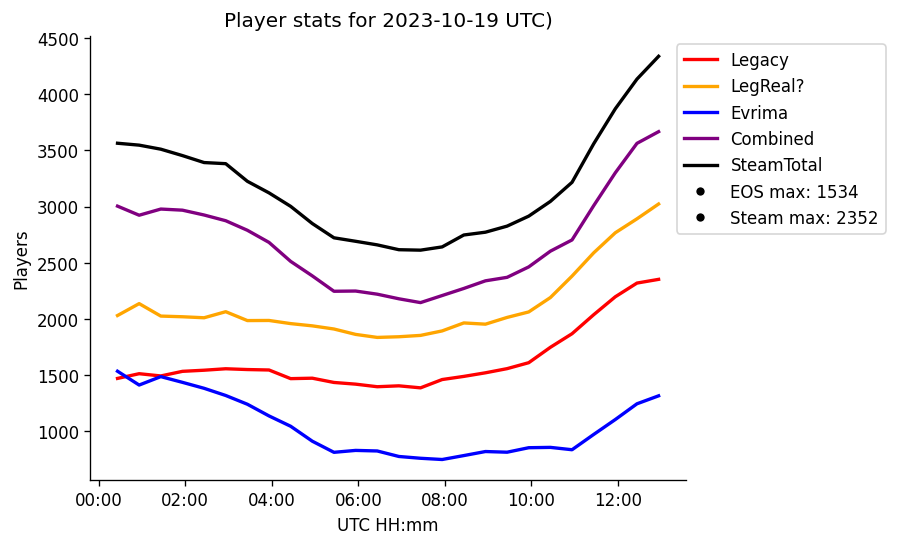 Player stats for 2023-10-19 UTC)
4500
4000
3500
3000
2500
2000
1500
1000
Players
00:00 02:00 04:00 06:00 08:00 10:00 12:00
UTC HH:mm
Legacy
LegReal?
Evrima
Combined
SteamTotal
EOS max: 1534
Steam max: 2352